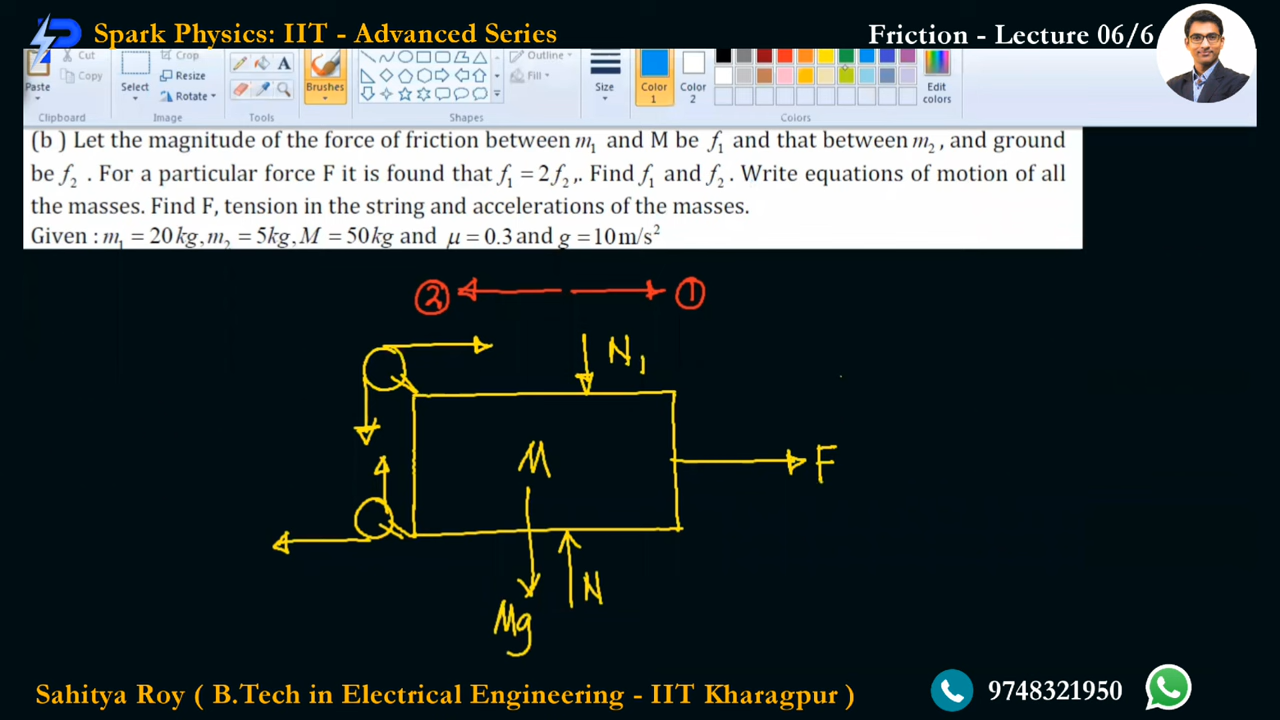 Spark Physics: IIT - Advanced Series
Friction - Lecture 06/6
Cut
Crop
Outline
Copy
Resize
Fill
Paste
Select
Rotate
Brushes
Size
Color
1
Color
2
Edit
colors
Clipboard
Image
Tools
Shapes
Colors
(b ) Let the magnitude of the force of friction between m₁ and M be f₁ and that between m₂, and ground
be f₂ . For a particular force F it is found that f₁ = 2f₂,. Find f₁ and f₂. Write equations of motion of all
the masses. Find F, tension in the string and accelerations of the masses.
Given : m₁ = 20kg, m₂ = 5kg, M = 50kg and μ = 0.3 and g = 10m/s²
② ①
N₁
M
F
N
Mg
Sahitya Roy ( B.Tech in Electrical Engineering - IIT Kharagpur )
9748321950